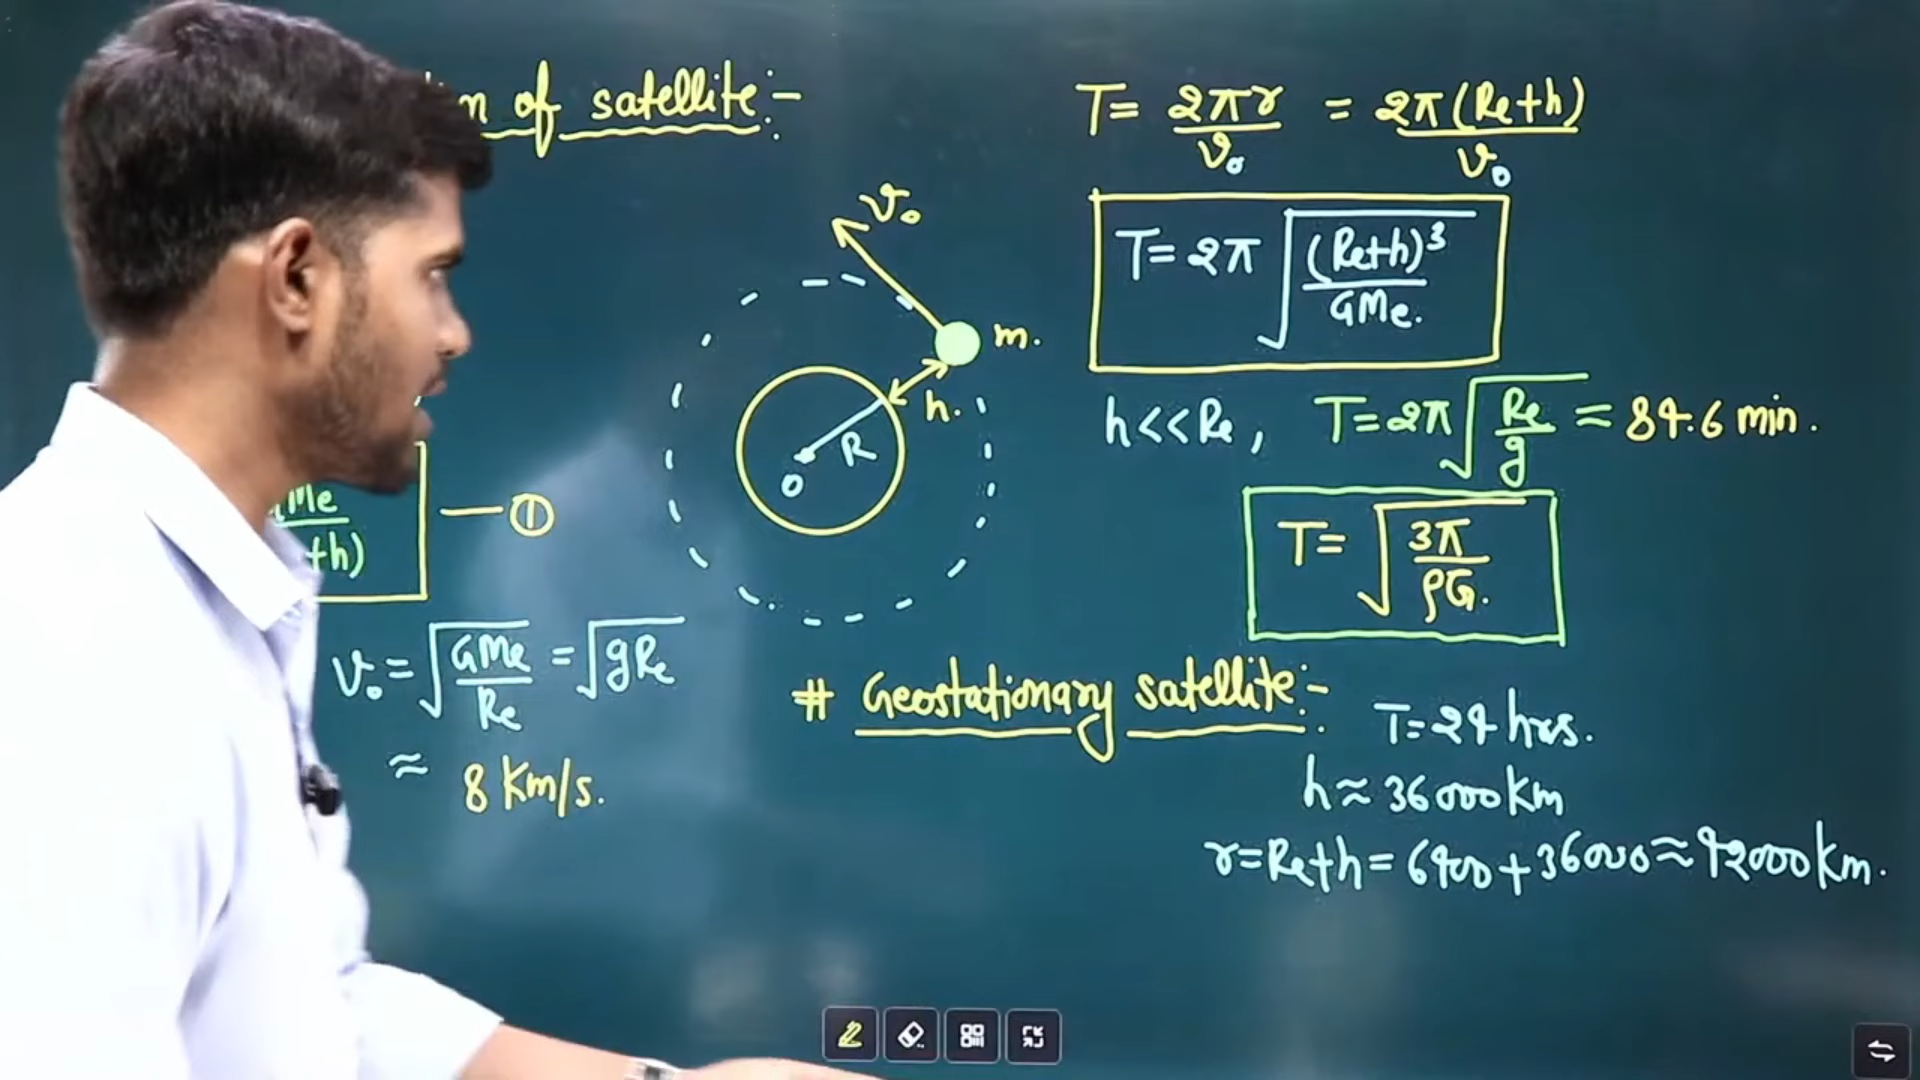 n of satellite:-
v₀
m.
h.
R
O
Me
+h)
— ①
v₀ = √(GMe/Re) = √gRe
≈ 8 Km/s.
T = 2πr/v₀ = 2π(Re+h)/v₀
T = 2π √((Re+h)³/GMe.)
h<<Re, T = 2π √(Re/g) = 84.6 min.
T = √(3π/ρG.)
# Geostationary satellite:-
T = 24 hrs.
h ≈ 36000 Km
r = Re+h = 6400 + 36000 ≈ 42000 Km.